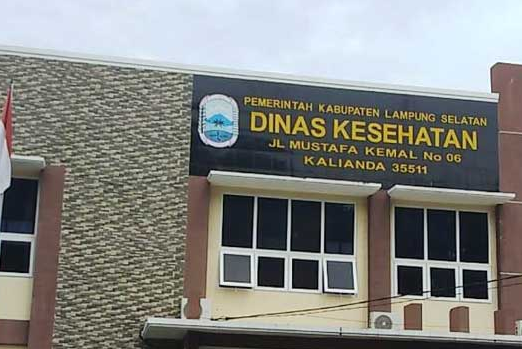 PEMERINTAH KABUPATEN LAMPUNG SELATAN
DINAS KESEHATAN
JL MUSTAFA KEMAL No 06
KALIANDA 35511